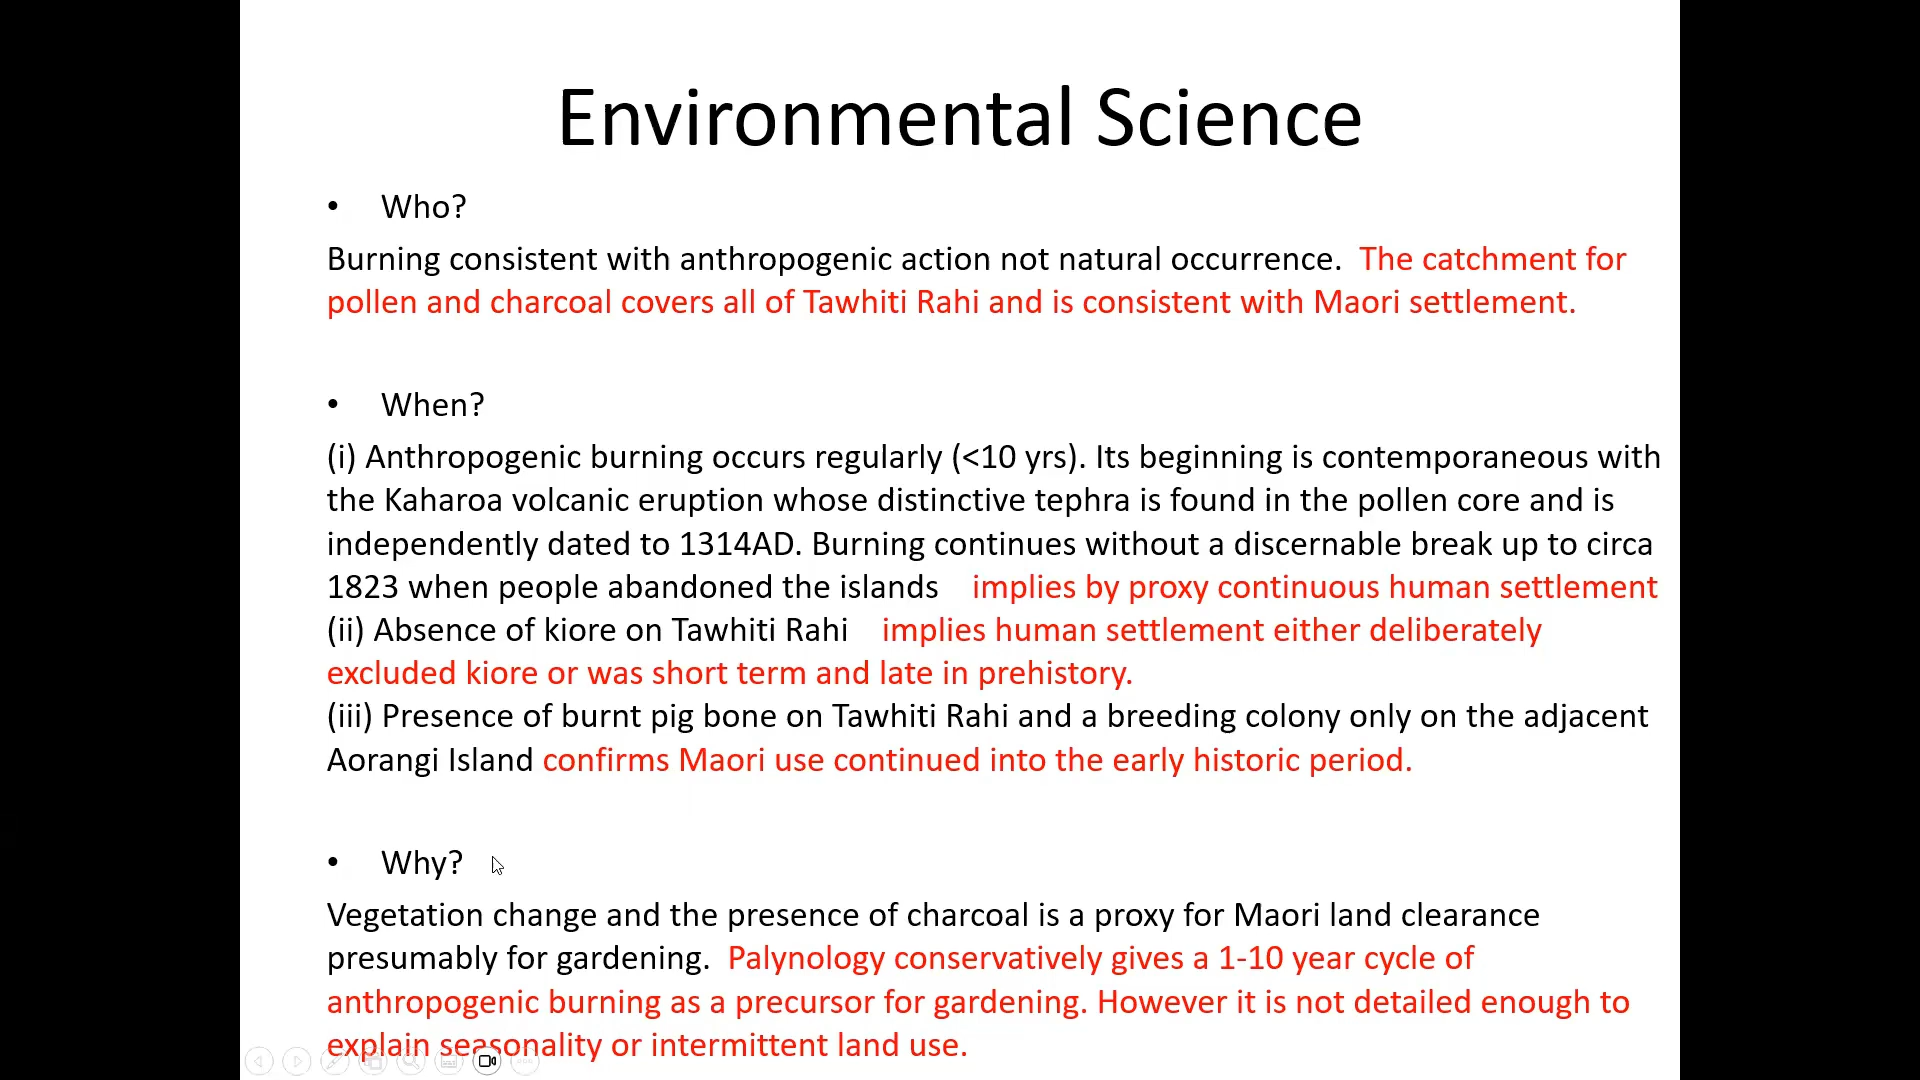 Environmental Science
• Who?
Burning consistent with anthropogenic action not natural occurrence. The catchment for
pollen and charcoal covers all of Tawhiti Rahi and is consistent with Maori settlement.
• When?
(i) Anthropogenic burning occurs regularly (<10 yrs). Its beginning is contemporaneous with
the Kaharoa volcanic eruption whose distinctive tephra is found in the pollen core and is
independently dated to 1314AD. Burning continues without a discernable break up to circa
1823 when people abandoned the islands implies by proxy continuous human settlement
(ii) Absence of kiore on Tawhiti Rahi implies human settlement either deliberately
excluded kiore or was short term and late in prehistory.
(iii) Presence of burnt pig bone on Tawhiti Rahi and a breeding colony only on the adjacent
Aorangi Island confirms Maori use continued into the early historic period.
• Why?
Vegetation change and the presence of charcoal is a proxy for Maori land clearance
presumably for gardening. Palynology conservatively gives a 1-10 year cycle of
anthropogenic burning as a precursor for gardening. However it is not detailed enough to
explain seasonality or intermittent land use.